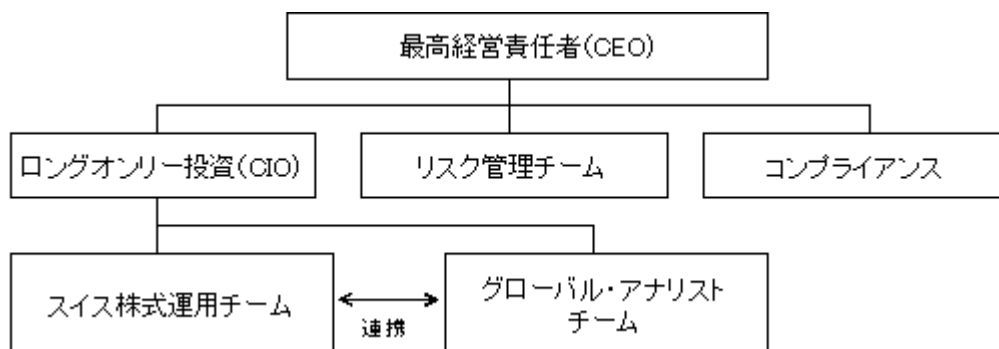 最高経営責任者(CEO)
ロングオンリー投資(CIO)
リスク管理チーム
コンプライアンス
スイス株式運用チーム
連携
グローバル・アナリスト
チーム